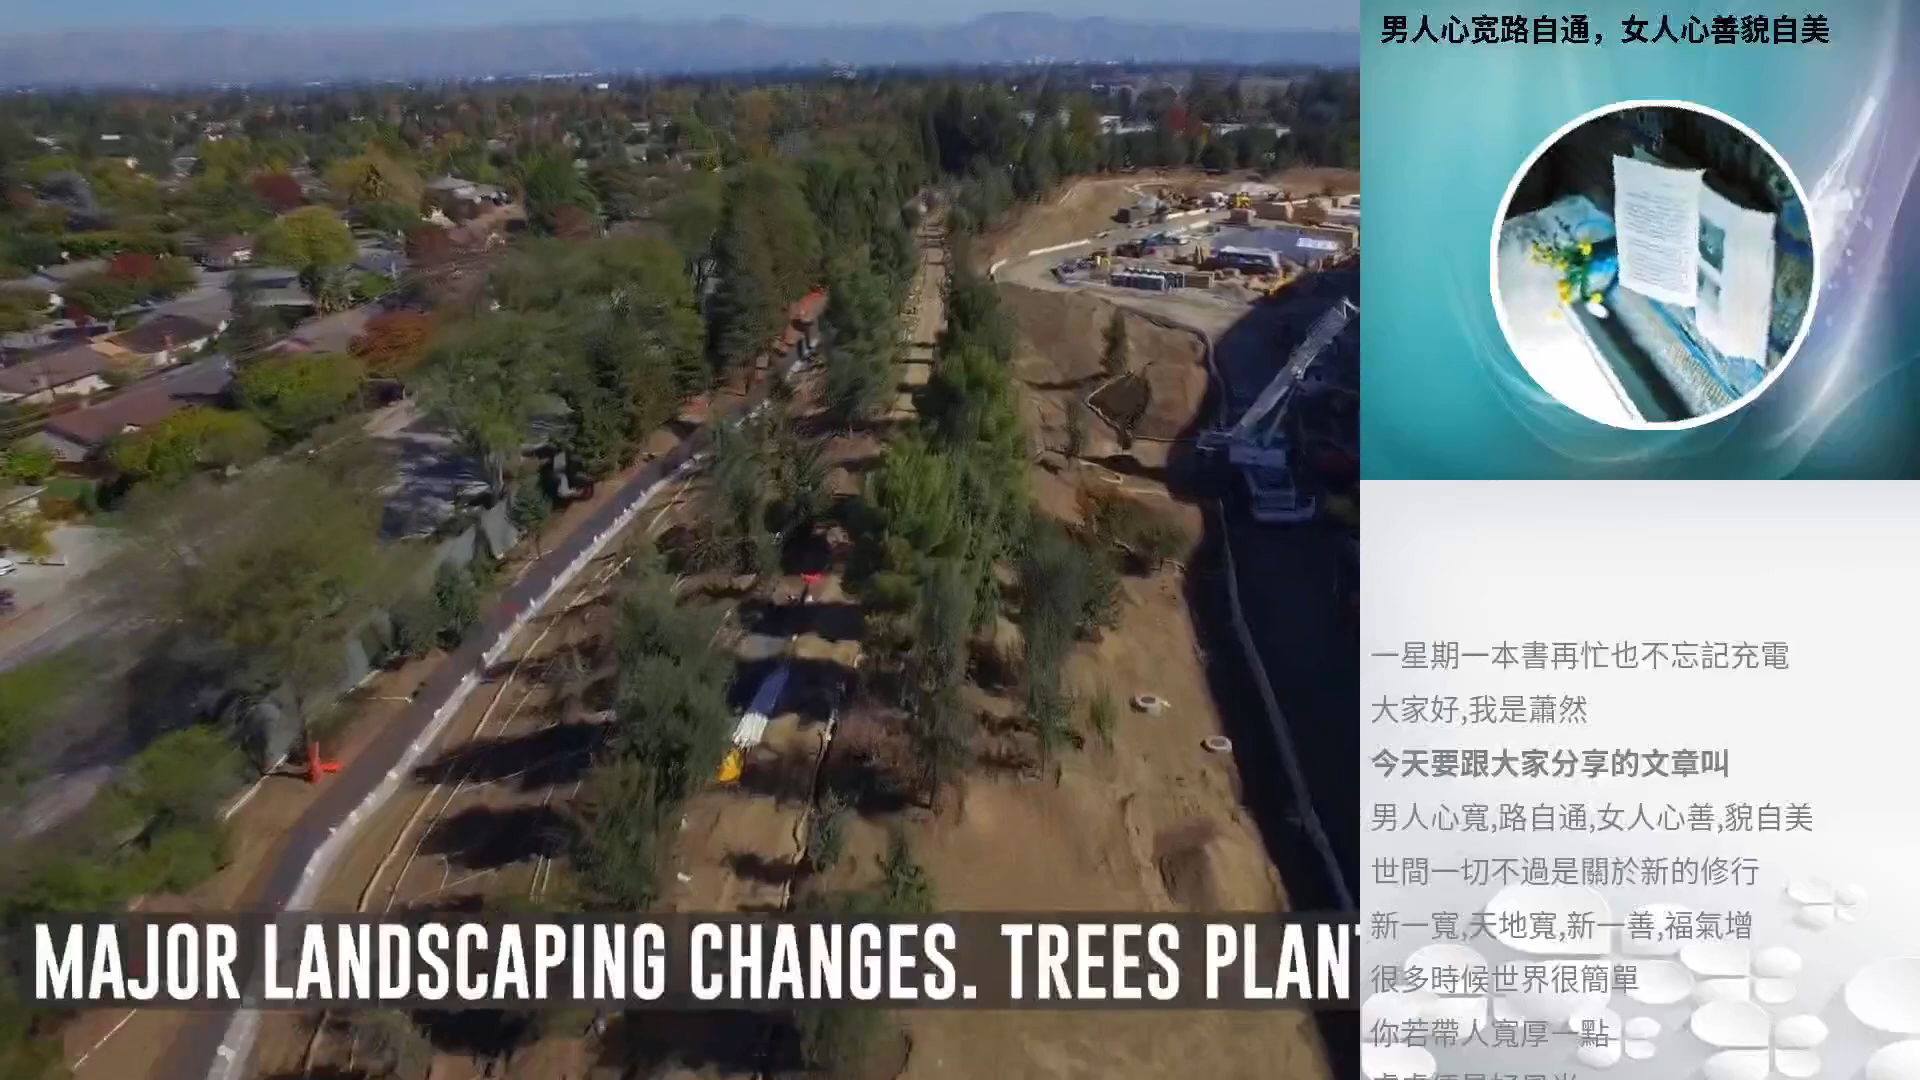 男人心宽路自通，女人心善貌自美
一星期一本書再忙也不忘記充電
大家好,我是蕭然
今天要跟大家分享的文章叫
男人心寬,路自通,女人心善,貌自美
世間一切不過是關於新的修行
新一寬,天地寬,新一善,福氣增
很多時候世界很簡單
你若帶人寬厚一點
MAJOR LANDSCAPING CHANGES. TREES PLANT